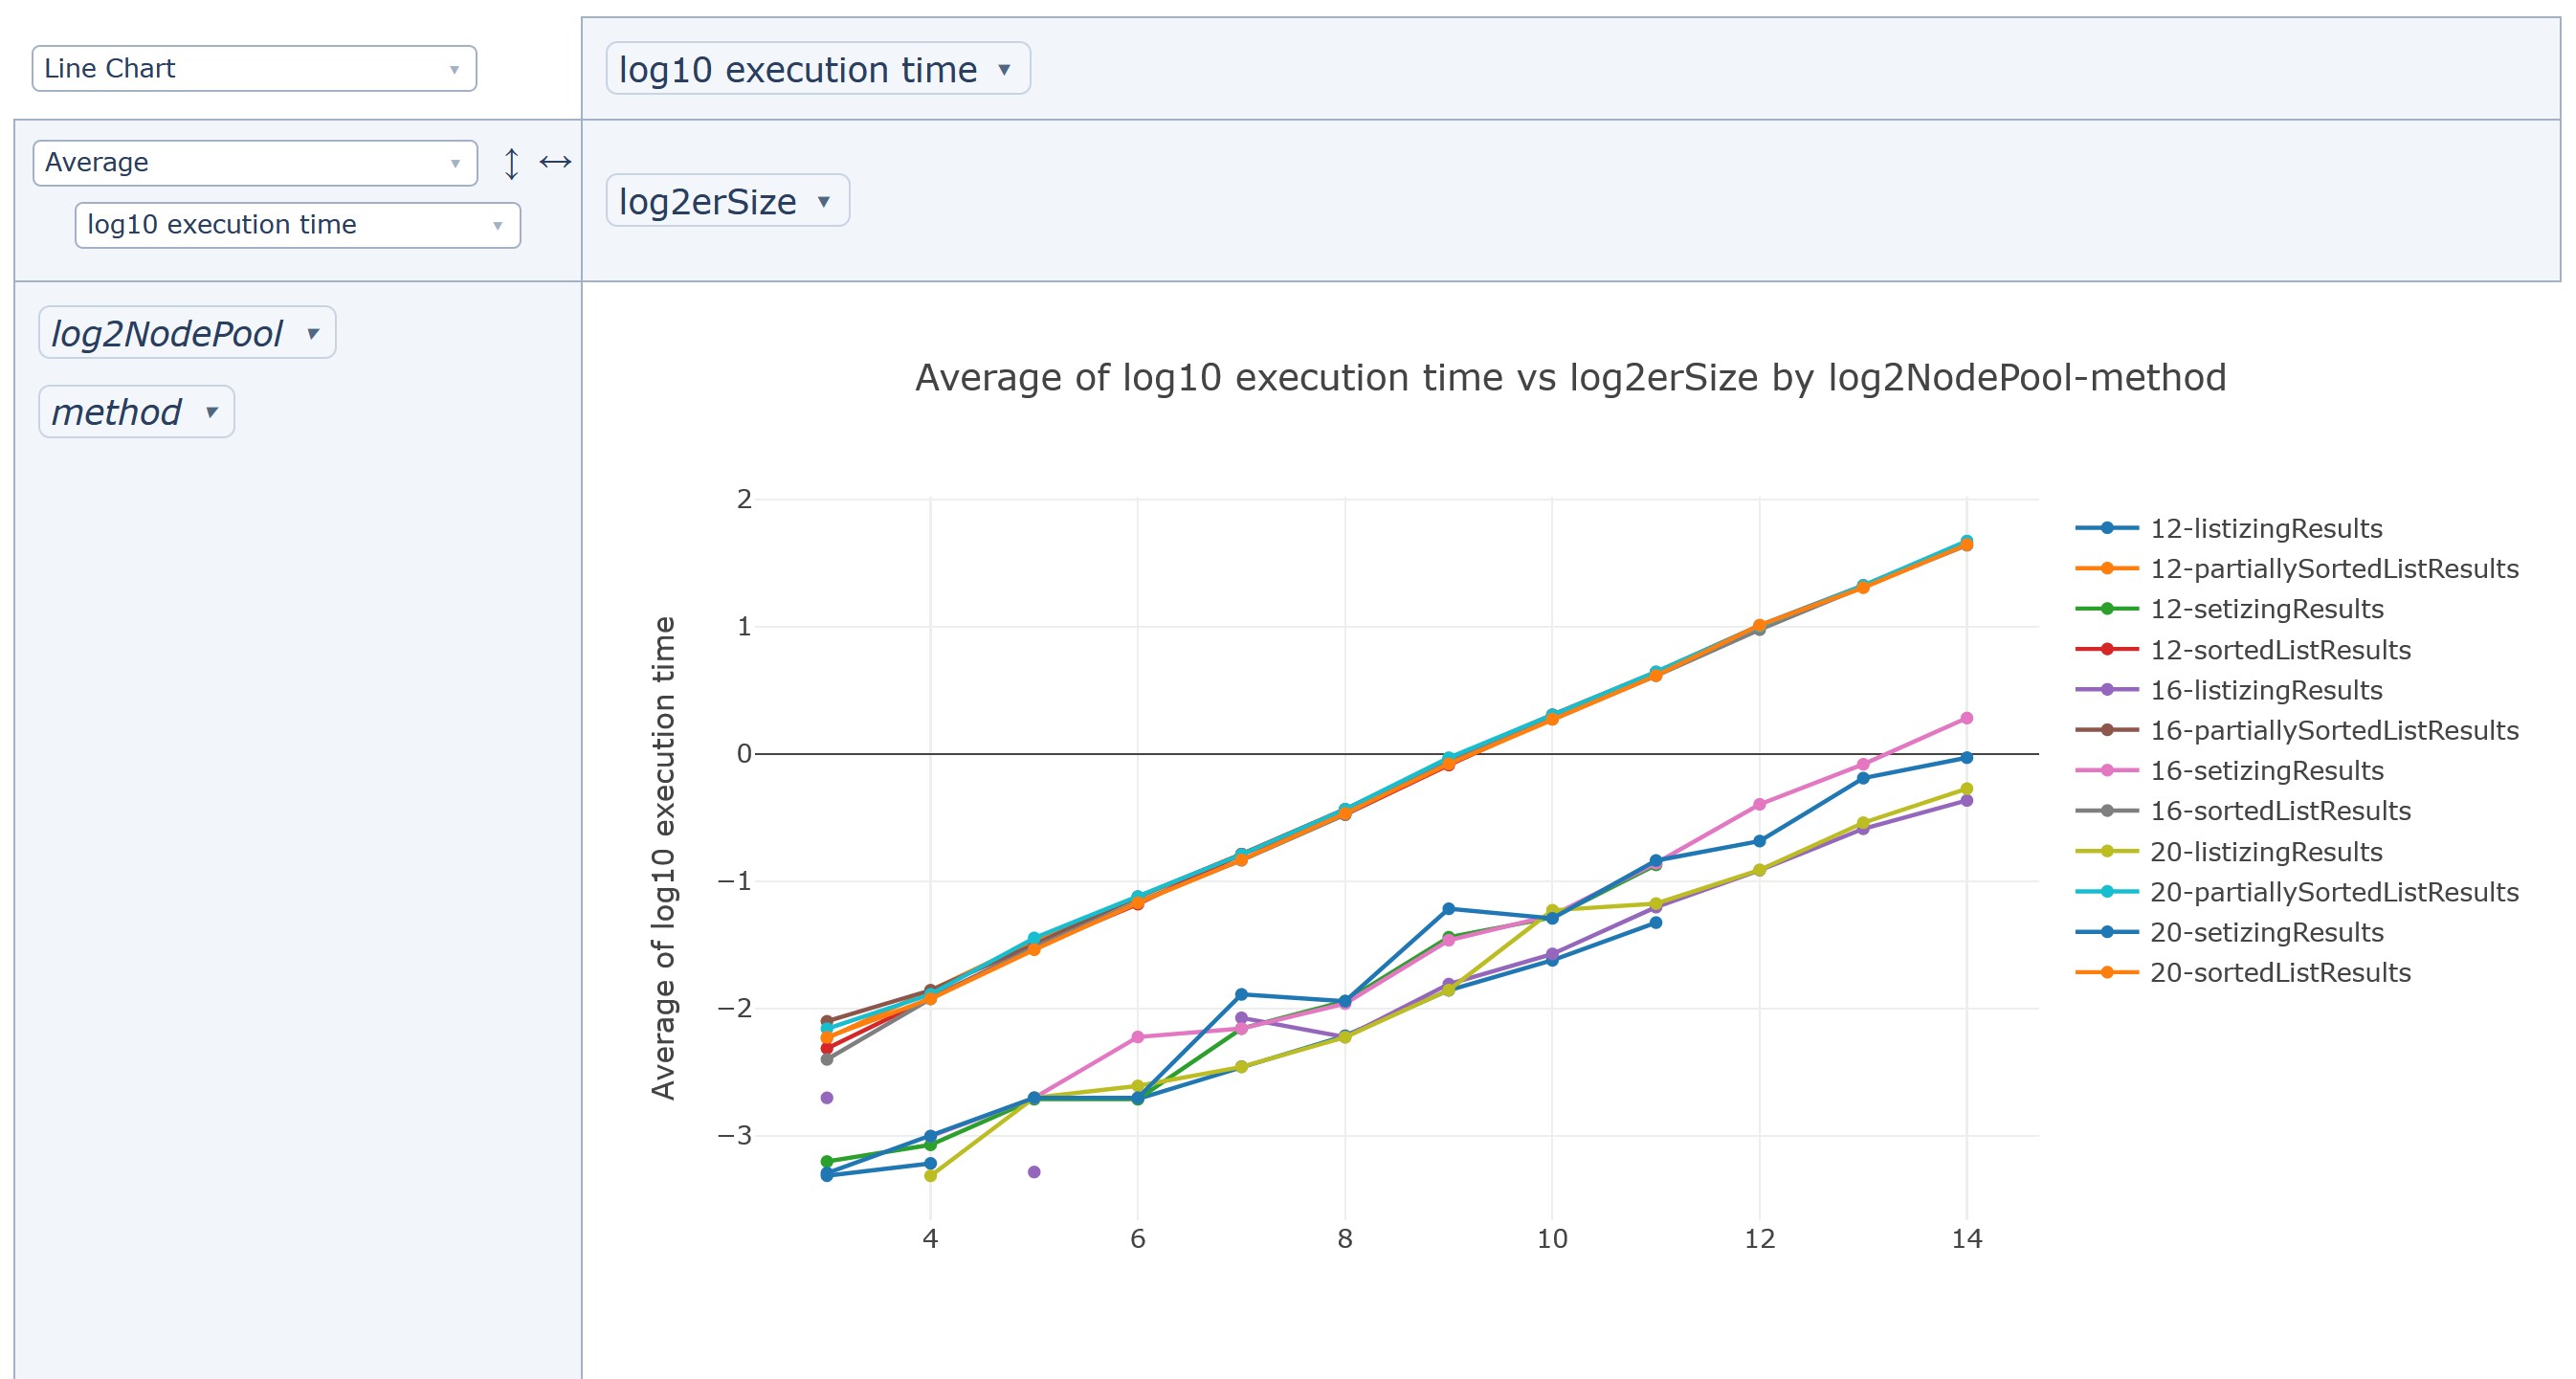 Line Chart
log10 execution time
Average
log10 execution time
log2erSize
log2NodePool
method
Average of log10 execution time vs log2erSize by log2NodePool-method
Average of log10 execution time
2
1
0
−1
−2
−3
4
6
8
10
12
14
12-listizingResults
12-partiallySortedListResults
12-setizingResults
12-sortedListResults
16-listizingResults
16-partiallySortedListResults
16-setizingResults
16-sortedListResults
20-listizingResults
20-partiallySortedListResults
20-setizingResults
20-sortedListResults